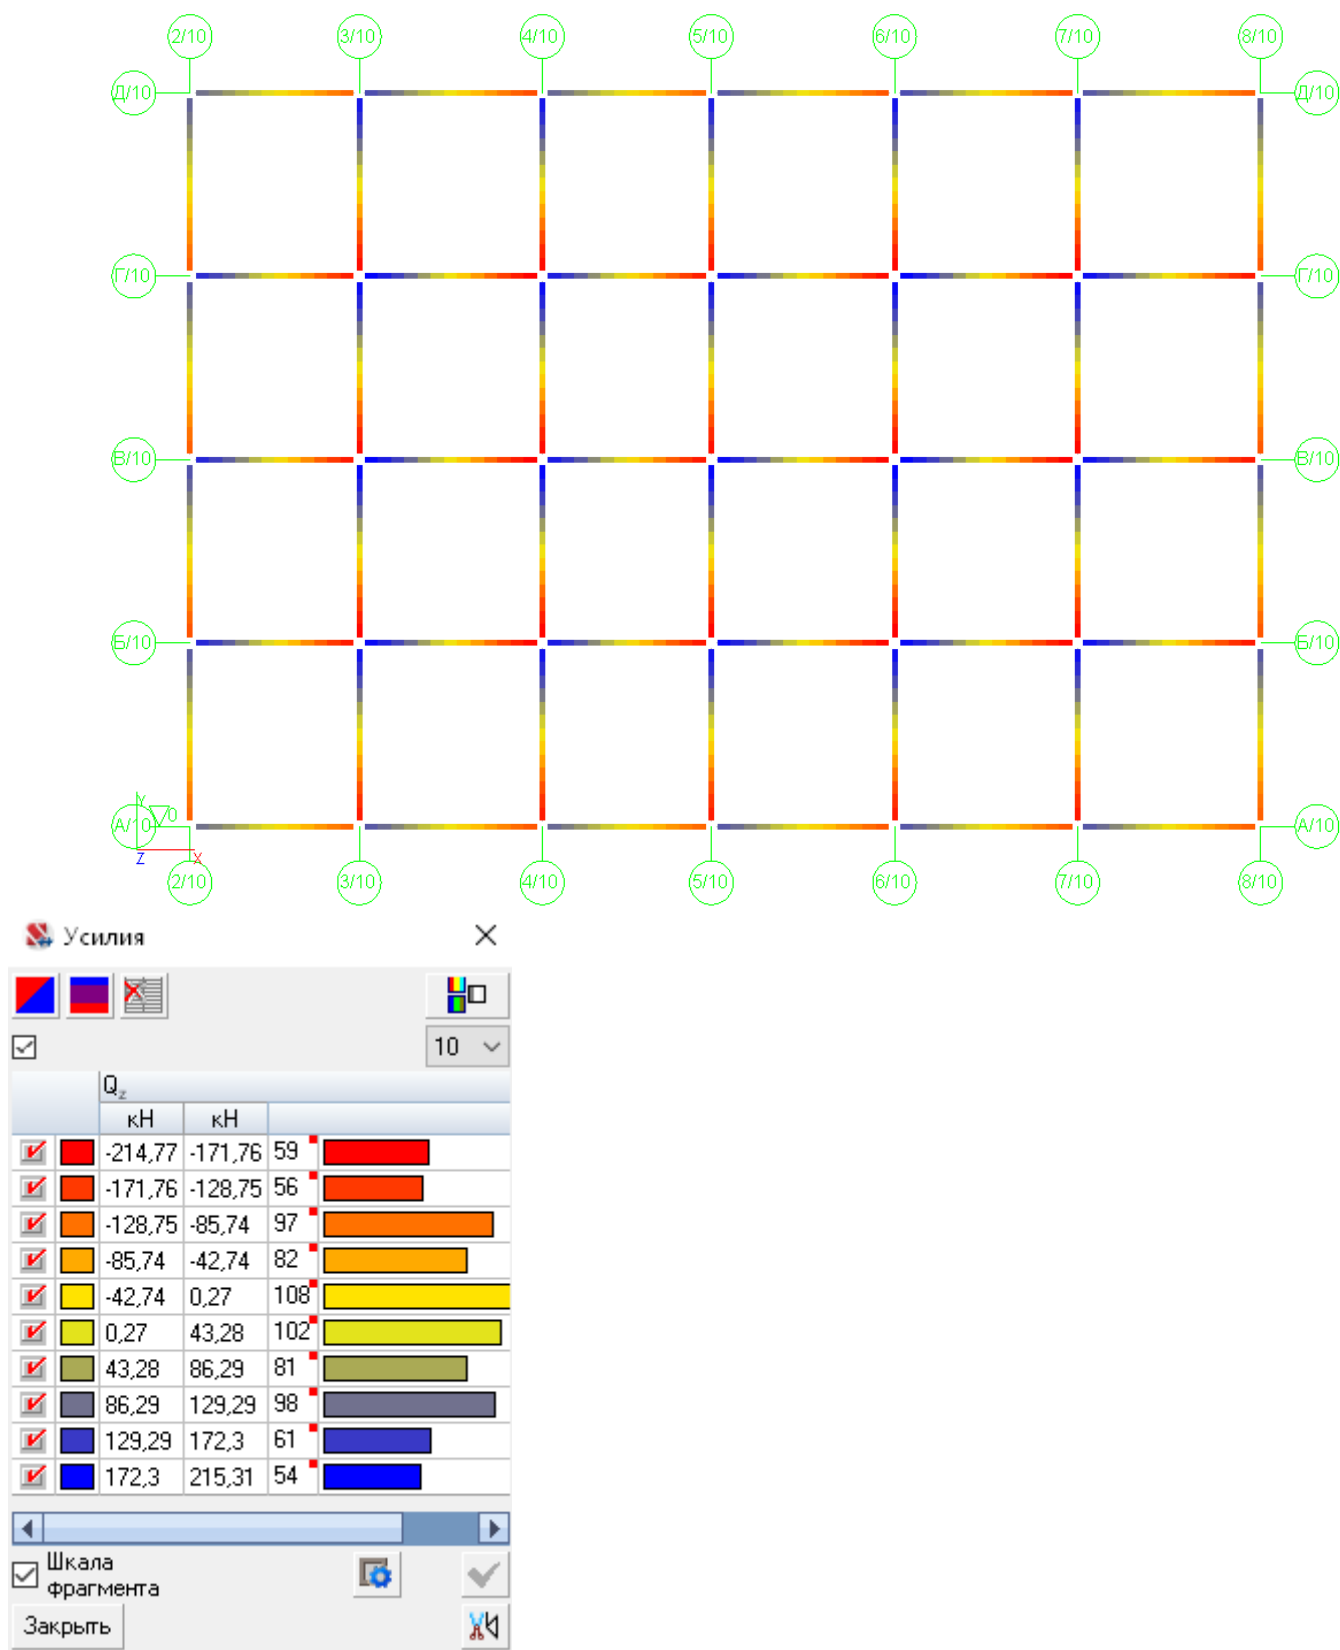 2/10 3/10 4/10 5/10 6/10 7/10 8/10
Д/10 Д/10
Г/10 Г/10
В/10 В/10
Б/10 Б/10
Y 0
А/10 А/10
Z X
2/10 3/10 4/10 5/10 6/10 7/10 8/10
Усилия
10
Qz
кН кН
-214,77 -171,76 59
-171,76 -128,75 56
-128,75 -85,74 97
-85,74 -42,74 82
-42,74 0,27 108
0,27 43,28 102
43,28 86,29 81
86,29 129,29 98
129,29 172,3 61
172,3 215,31 54
Шкала
фрагмента
Закрыть